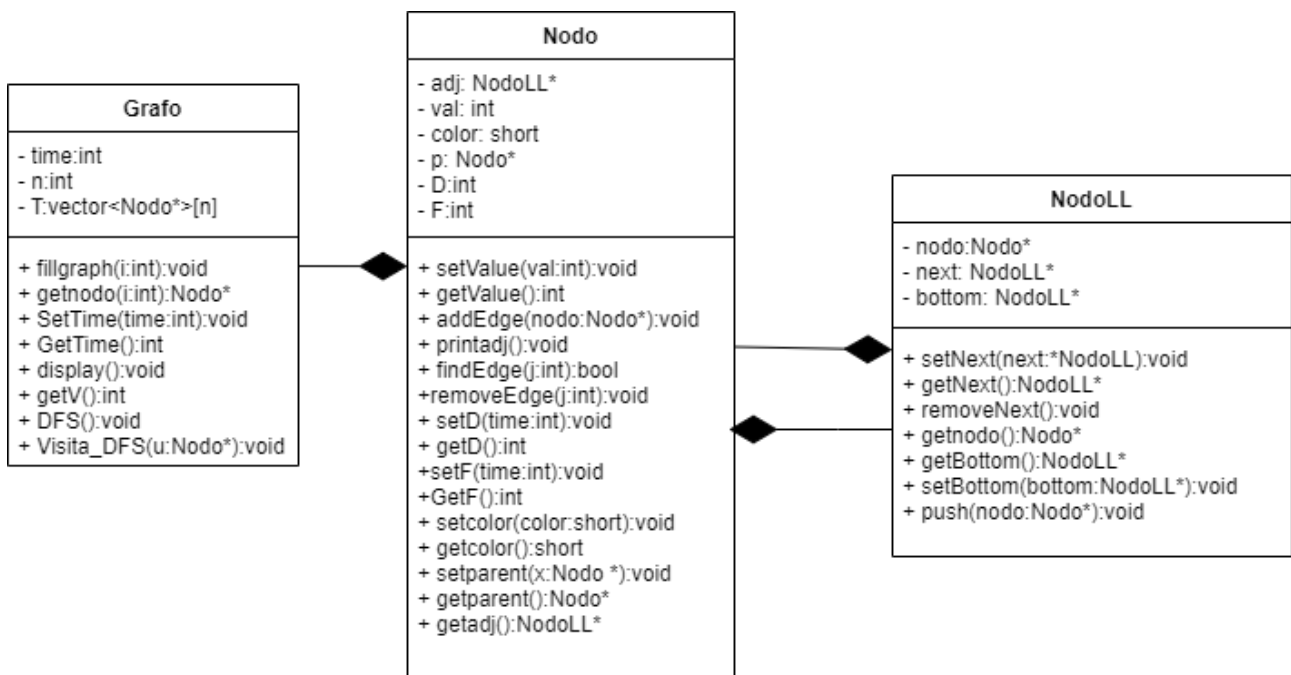 Grafo
- time:int
- n:int
- T:vector<Nodo*>[n]
+ fillgraph(i:int):void
+ getnodo(i:int):Nodo*
+ SetTime(time:int):void
+ GetTime():int
+ display():void
+ getV():int
+ DFS():void
+ Visita_DFS(u:Nodo*):void
Nodo
- adj: NodoLL*
- val: int
- color: short
- p: Nodo*
- D:int
- F:int
+ setValue(val:int):void
+ getValue():int
+ addEdge(nodo:Nodo*):void
+ printadj():void
+ findEdge(j:int):bool
+removeEdge(j:int):void
+ setD(time:int):void
+ getD():int
+setF(time:int):void
+GetF():int
+ setcolor(color:short):void
+ getcolor():short
+ setparent(x:Nodo *):void
+ getparent():Nodo*
+ getadj():NodoLL*
NodoLL
- nodo:Nodo*
- next: NodoLL*
- bottom: NodoLL*
+ setNext(next:*NodoLL):void
+ getNext():NodoLL*
+ removeNext():void
+ getnodo():Nodo*
+ getBottom():NodoLL*
+ setBottom(bottom:NodoLL*):void
+ push(nodo:Nodo*):void